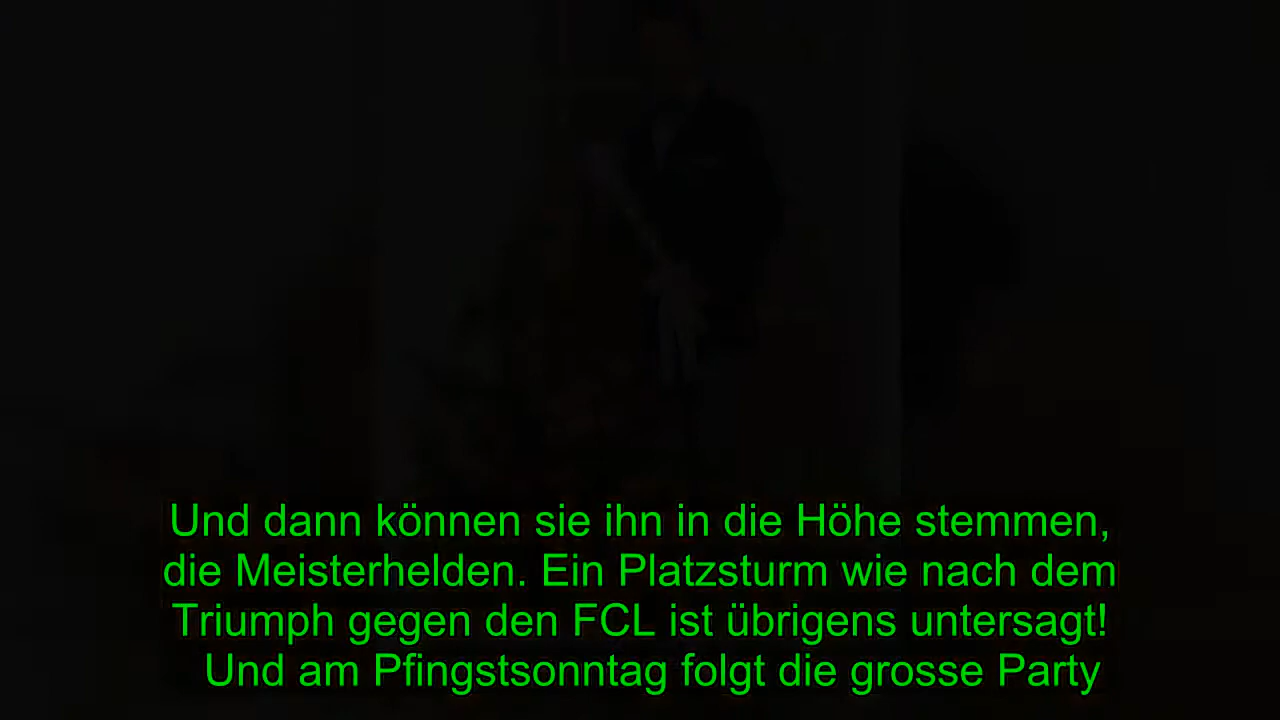 Und dann können sie ihn in die Höhe stemmen,
die Meisterhelden. Ein Platzsturm wie nach dem
Triumph gegen den FCL ist übrigens untersagt!
Und am Pfingstsonntag folgt die grosse Party